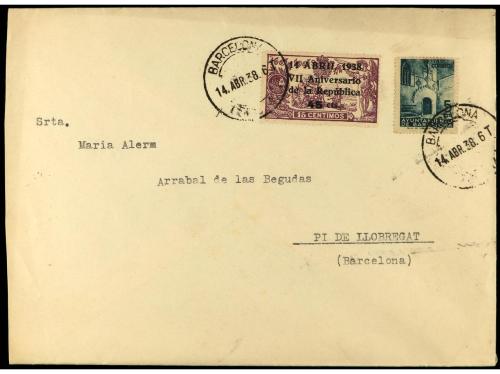 BARCELONA
14.ABR.38.6 T
14 ABRIL 1938
VII Aniversario
de la República
45 cts.
15 CENTIMOS
5
AYUNTAMIENTO
DE BARCELONA
BARCELONA
14.ABR.38.6 T
Srta.
Maria Alerm
Arrabal de las Begudas
PI DE LLOBREGAT
(Barcelona)